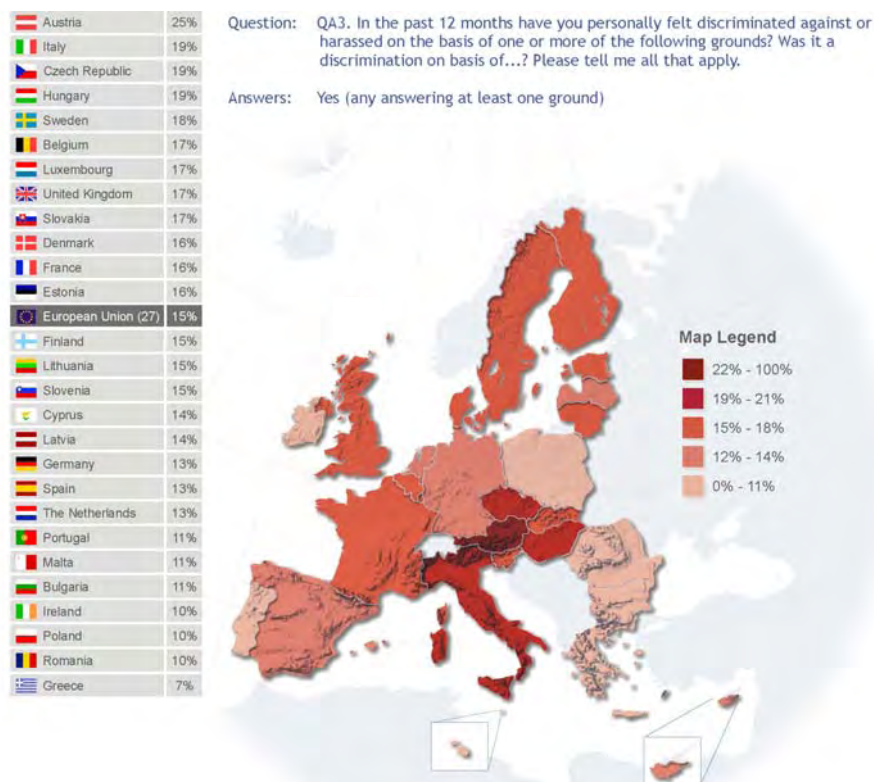 Austria 25%
Italy 19%
Czech Republic 19%
Hungary 19%
Sweden 18%
Belgium 17%
Luxembourg 17%
United Kingdom 17%
Slovakia 17%
Denmark 16%
France 16%
Estonia 16%
European Union (27) 15%
Finland 15%
Lithuania 15%
Slovenia 15%
Cyprus 14%
Latvia 14%
Germany 13%
Spain 13%
The Netherlands 13%
Portugal 11%
Malta 11%
Bulgaria 11%
Ireland 10%
Poland 10%
Romania 10%
Greece 7%
Question: QA3. In the past 12 months have you personally felt discriminated against or
harassed on the basis of one or more of the following grounds? Was it a
discrimination on basis of...? Please tell me all that apply.
Answers: Yes (any answering at least one ground)
Map Legend
22% - 100%
19% - 21%
15% - 18%
12% - 14%
0% - 11%